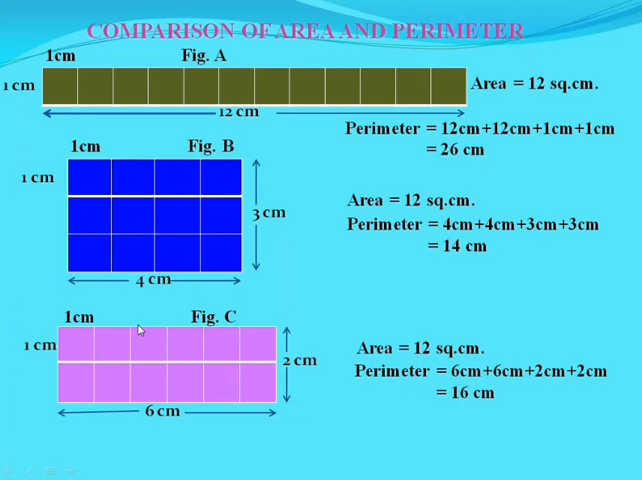 COMPARISON OF AREA AND PERIMETER
1cm Fig. A
1 cm
Area = 12 sq.cm.
12 cm
Perimeter = 12cm+12cm+1cm+1cm
= 26 cm
1cm Fig. B
1 cm
3 cm
Area = 12 sq.cm.
Perimeter = 4cm+4cm+3cm+3cm
= 14 cm
4 cm
1cm Fig. C
1 cm
2 cm
Area = 12 sq.cm.
Perimeter = 6cm+6cm+2cm+2cm
= 16 cm
6 cm